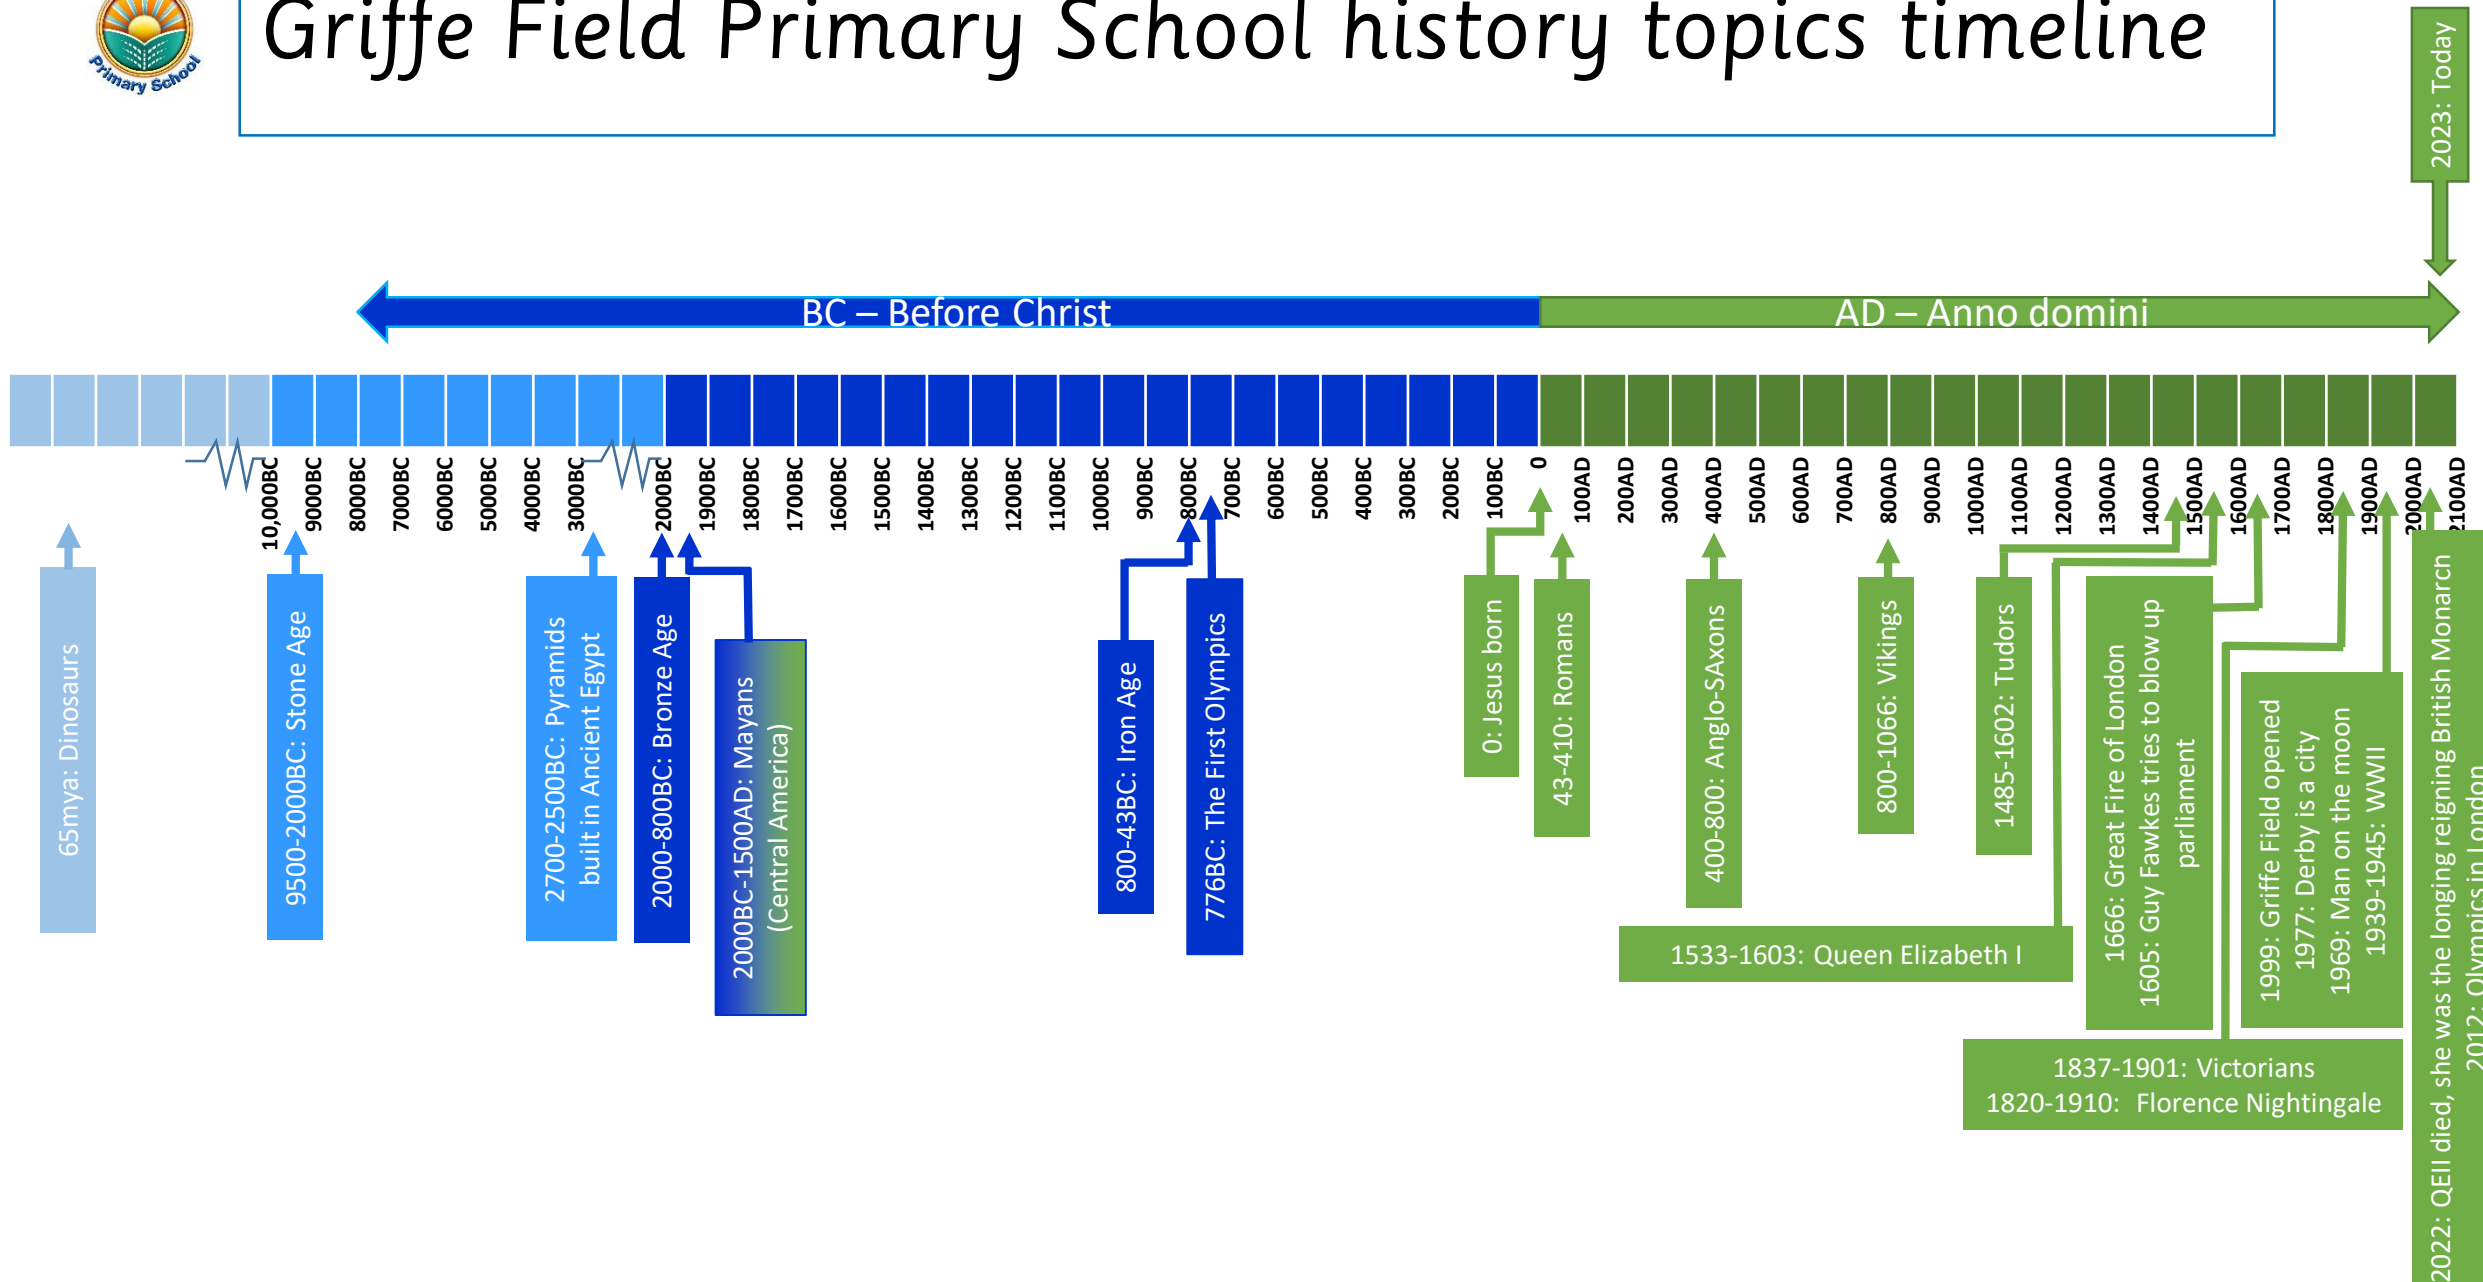 Griffe Field Primary School history topics timeline
Primary School
2023: Today
BC – Before Christ
AD – Anno domini
10,000BC
9000BC
8000BC
7000BC
6000BC
5000BC
4000BC
3000BC
2000BC
1900BC
1800BC
1700BC
1600BC
1500BC
1400BC
1300BC
1200BC
1100BC
1000BC
900BC
800BC
700BC
600BC
500BC
400BC
300BC
200BC
100BC
0
100AD
200AD
300AD
400AD
500AD
600AD
700AD
800AD
900AD
1000AD
1100AD
1200AD
1300AD
1400AD
1500AD
1600AD
1700AD
1800AD
1900AD
2000AD
2100AD
65mya: Dinosaurs
9500-2000BC: Stone Age
2700-2500BC: Pyramids
built in Ancient Egypt
2000-800BC: Bronze Age
2000BC-1500AD: Mayans
(Central America)
800-43BC: Iron Age
776BC: The First Olympics
0: Jesus born
43-410: Romans
400-800: Anglo-SAxons
800-1066: Vikings
1485-1602: Tudors
1533-1603: Queen Elizabeth I
1666: Great Fire of London
1605: Guy Fawkes tries to blow up
parliament
1837-1901: Victorians
1820-1910: Florence Nightingale
1999: Griffe Field opened
1977: Derby is a city
1969: Man on the moon
1939-1945: WWII
2022: QEII died, she was the longing reigning British Monarch
2012: Olympics in London